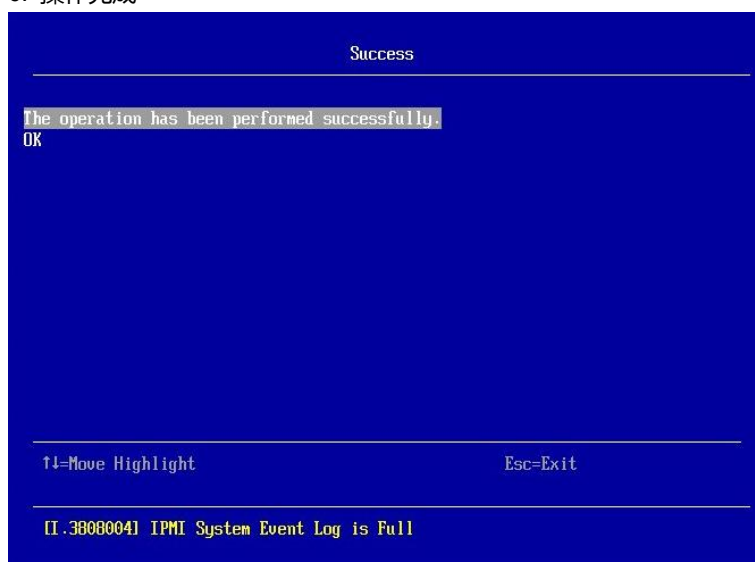 Success
The operation has been performed successfully.
OK
↑↓=Move Highlight
Esc=Exit
[I.3808004] IPMI System Event Log is Full